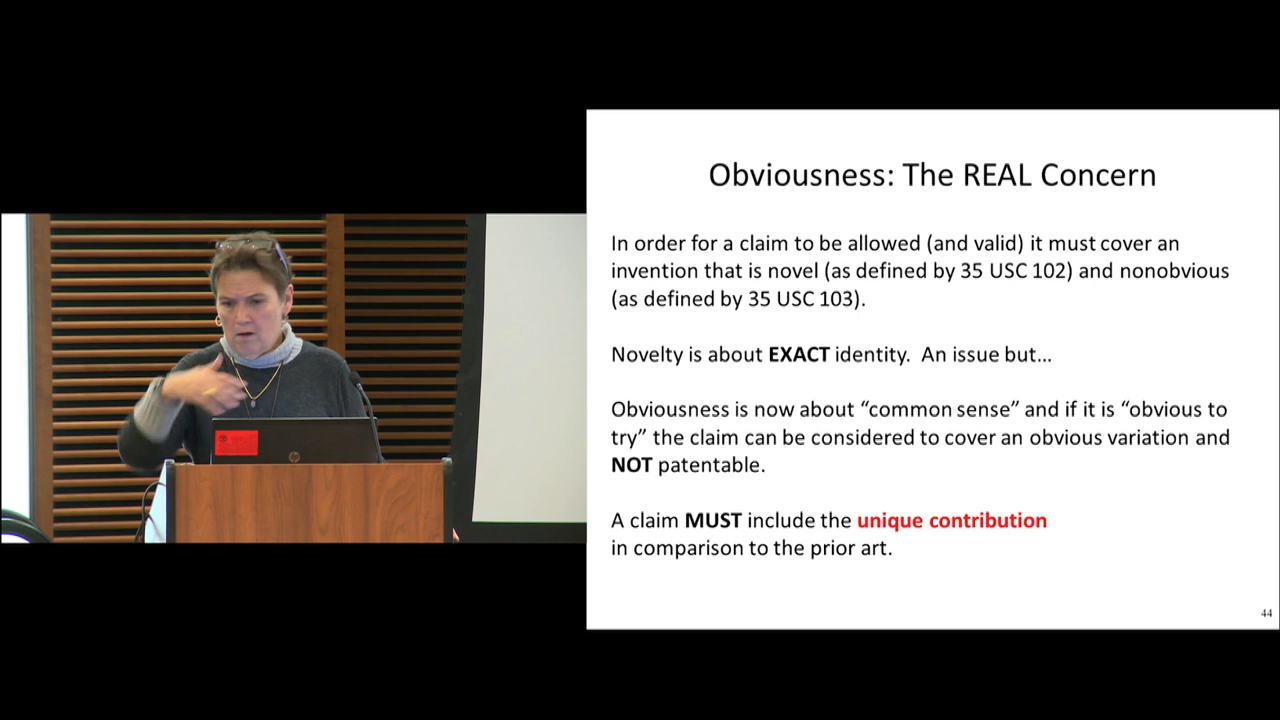 Obviousness: The REAL Concern
In order for a claim to be allowed (and valid) it must cover an
invention that is novel (as defined by 35 USC 102) and nonobvious
(as defined by 35 USC 103).
Novelty is about EXACT identity.  An issue but…
Obviousness is now about “common sense” and if it is “obvious to
try” the claim can be considered to cover an obvious variation and
NOT patentable.
A claim MUST include the unique contribution
in comparison to the prior art.
44
hp